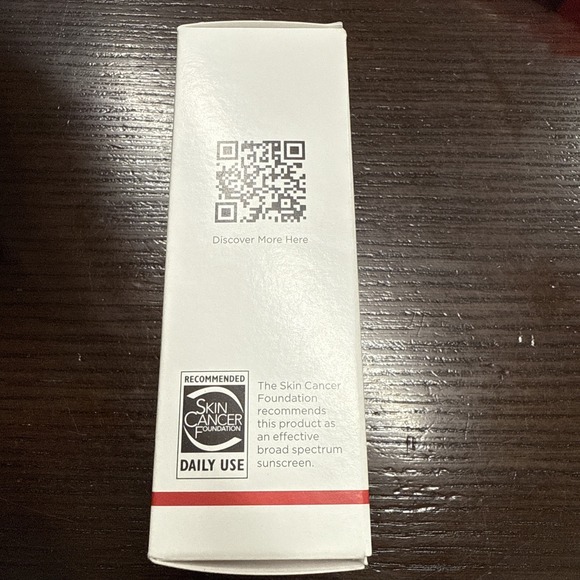 Discover More Here
RECOMMENDED
SKIN
CANCER
FOUNDATION
DAILY USE
The Skin Cancer
Foundation
recommends
this product as
an effective
broad spectrum
sunscreen.